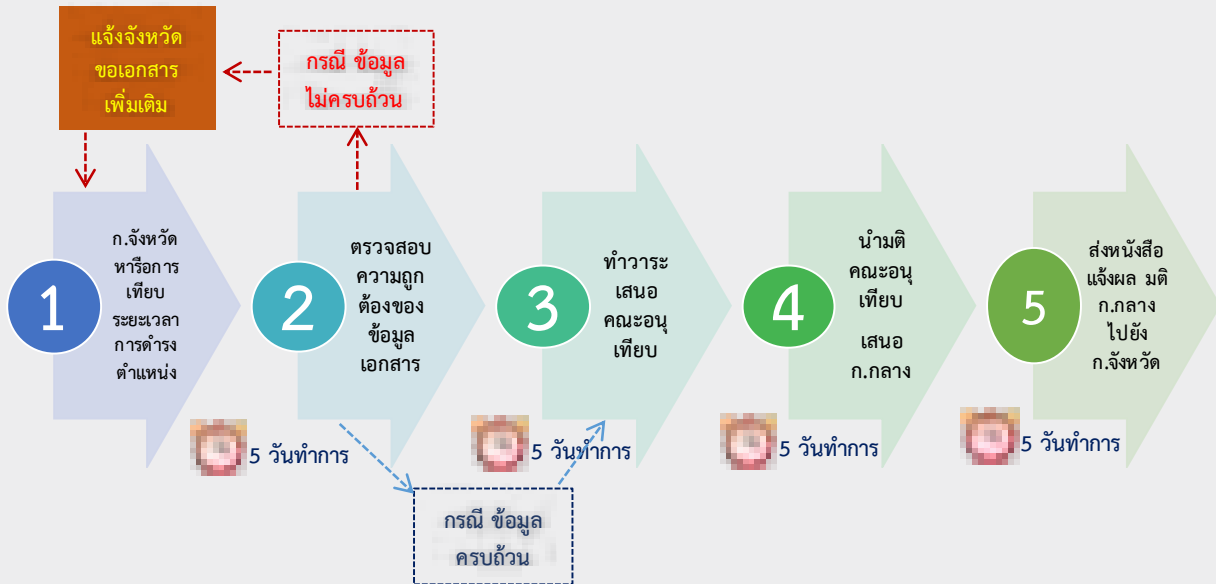 แจ้งจังหวัด
ขอเอกสาร
เพิ่มเติม
กรณี ข้อมูล
ไม่ครบถ้วน
1
ก.จังหวัด
หารือการ
เทียบ
ระยะเวลา
การดำรง
ตำแหน่ง
2
ตรวจสอบ
ความถูก
ต้องของ
ข้อมูล
เอกสาร
3
ทำวาระ
เสนอ
คณะอนุ
เทียบ
4
นำมติ
คณะอนุ
เทียบ
เสนอ
ก.กลาง
5
ส่งหนังสือ
แจ้งผล มติ
ก.กลาง
ไปยัง
ก.จังหวัด
5 วันทำการ
5 วันทำการ
5 วันทำการ
5 วันทำการ
กรณี ข้อมูล
ครบถ้วน